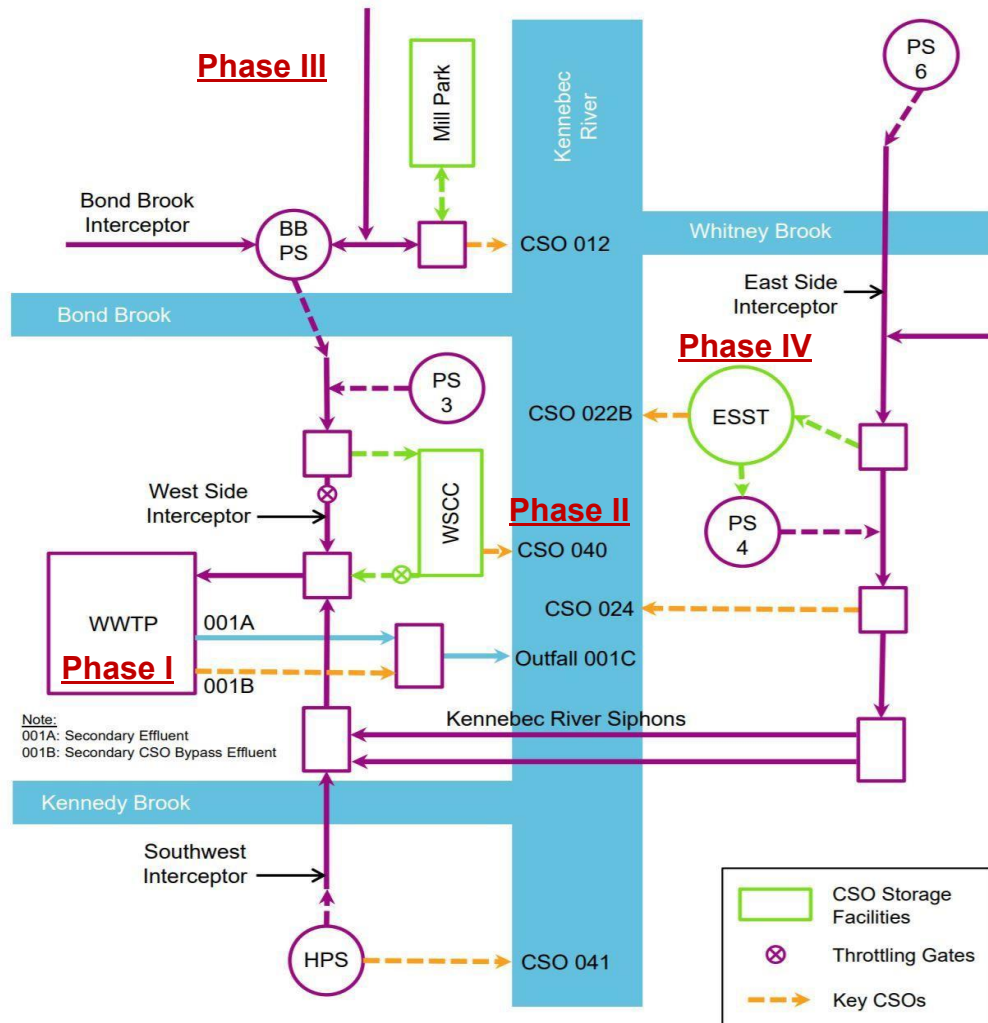 Phase III
Mill Park
Kennebec
River
PS
6
Bond Brook
Interceptor
BB
PS
CSO 012
Whitney Brook
East Side
Interceptor
Bond Brook
Phase IV
PS
3
CSO 022B
ESST
West Side
Interceptor
WSCC
Phase II
PS
4
CSO 040
WWTP
001A
CSO 024
Phase I
001B
Outfall 001C
Note:
001A: Secondary Effluent
001B: Secondary CSO Bypass Effluent
Kennebec River Siphons
Kennedy Brook
Southwest
Interceptor
HPS
CSO 041
CSO Storage
Facilities
Throttling Gates
Key CSOs